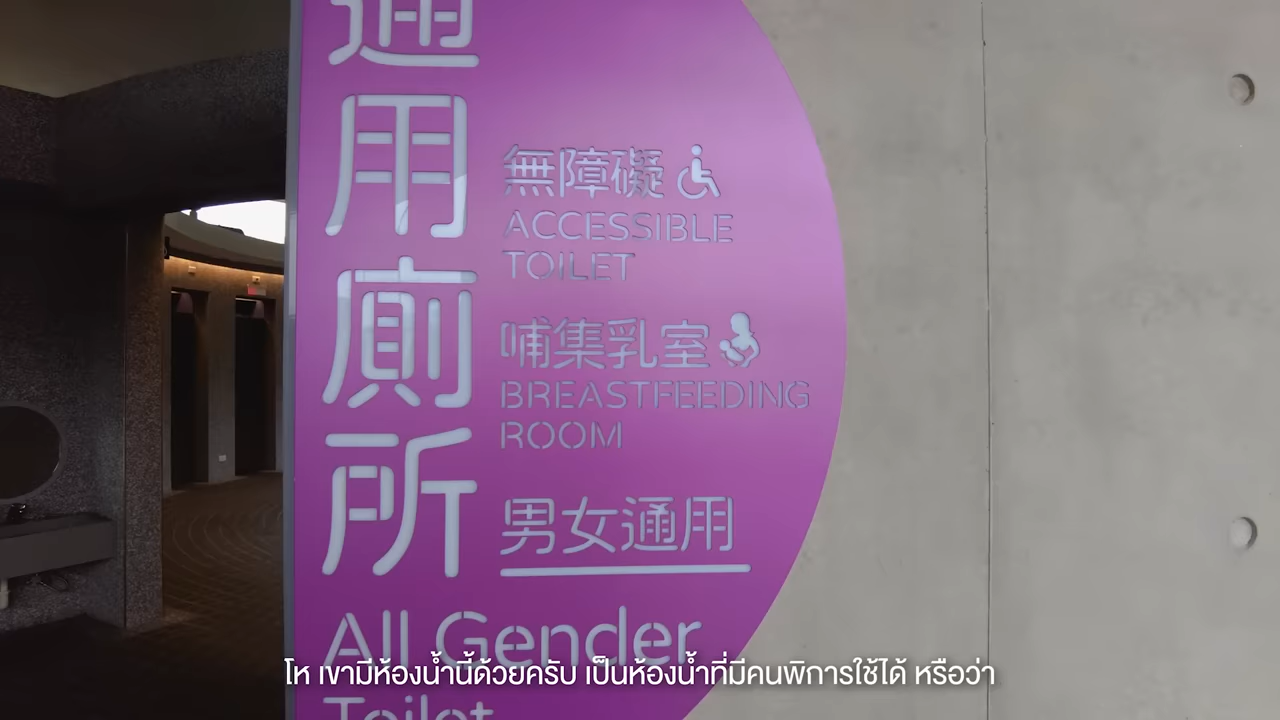 通用廁所
無障礙
ACCESSIBLE
TOILET
哺集乳室
BREASTFEEDING
ROOM
男女通用
All Gender
Toilet
โห เขามีห้องน้ำนี้ด้วยครับ เป็นห้องน้ำที่มีคนพิการใช้ได้ หรือว่า